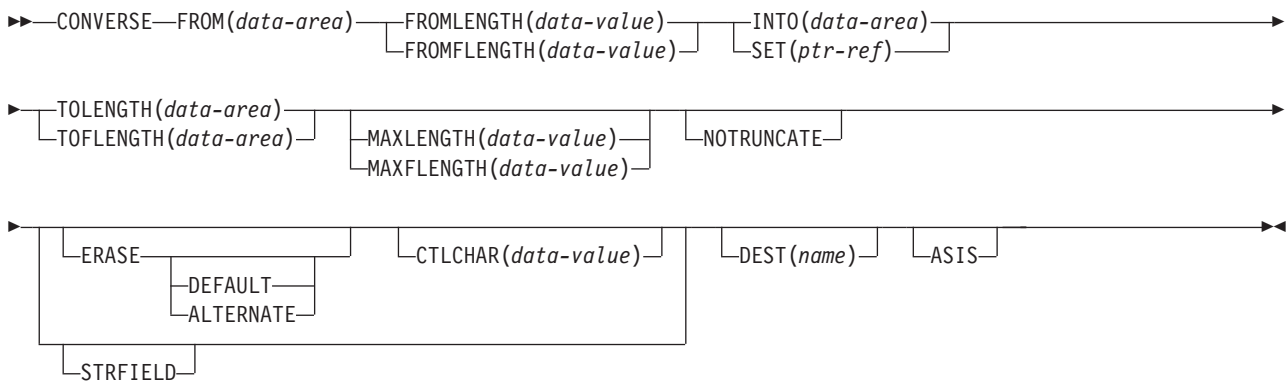 CONVERSE FROM(data-area) FROMLENGTH(data-value) INTO(data-area)
FROMFLENGTH(data-value) SET(ptr-ref)
TOLENGTH(data-area)
TOFLENGTH(data-area) MAXLENGTH(data-value) NOTRUNCATE
MAXFLENGTH(data-value)
ERASE CTLCHAR(data-value) DEST(name) ASIS
DEFAULT
ALTERNATE
STRFIELD